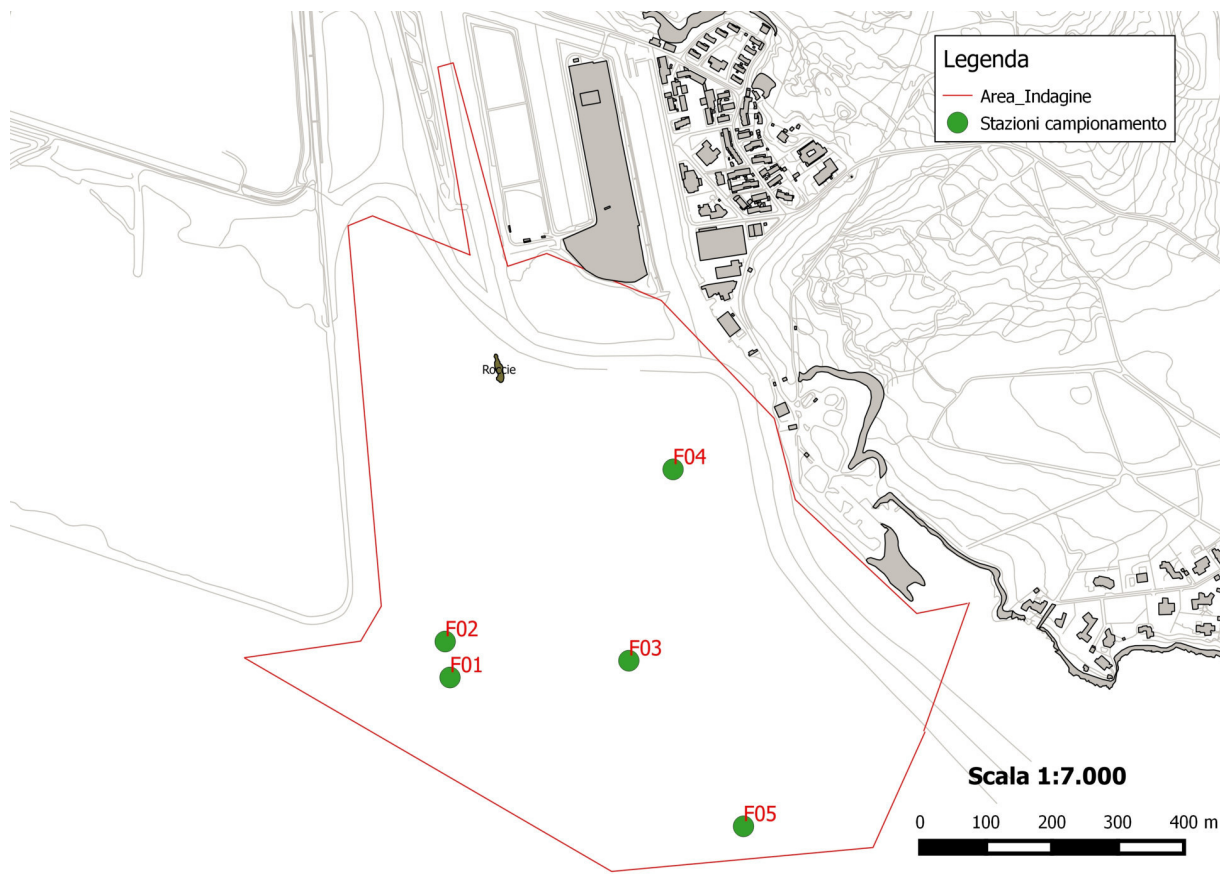 Legenda
Area_Indagine
Stazioni campionamento
Roccie
F04
F02
F03
F01
F05
Scala 1:7.000
0 100 200 300 400 m